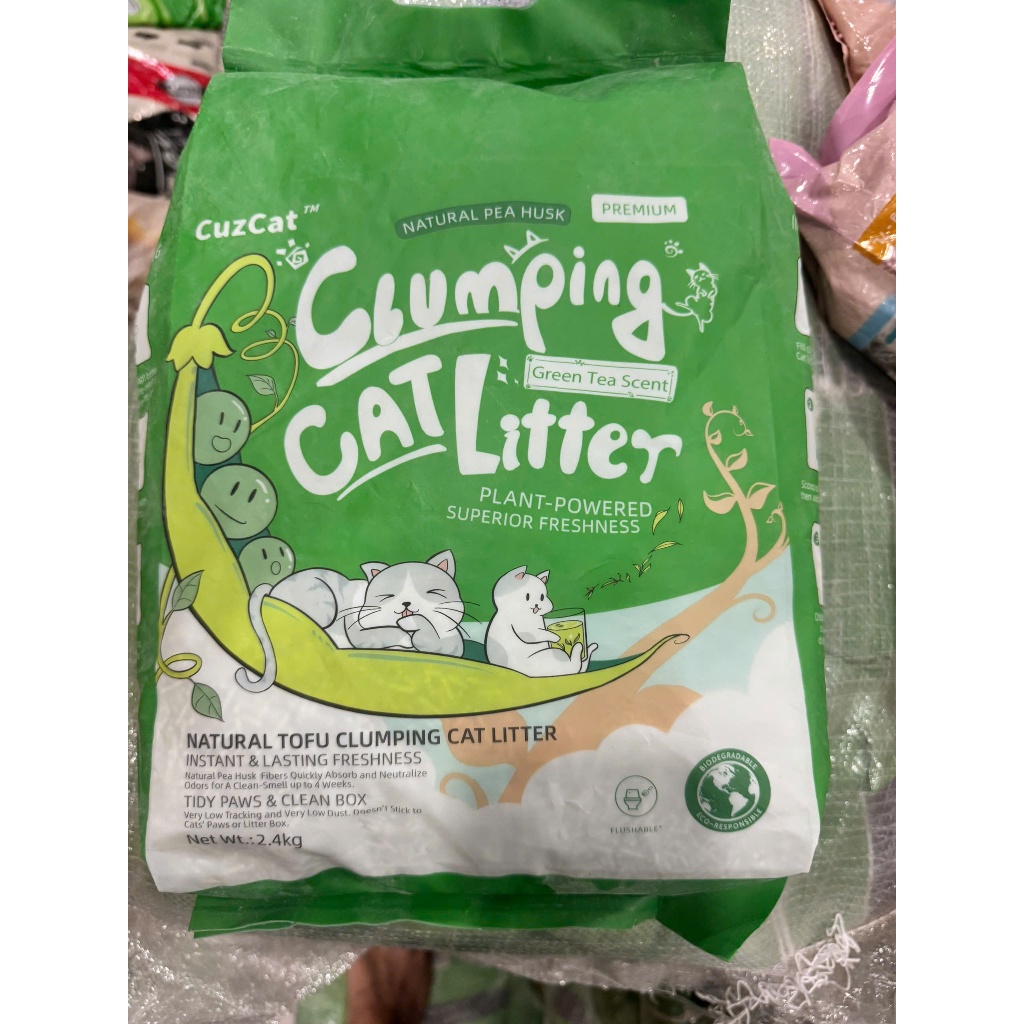 CuzCat™
NATURAL PEA HUSK
PREMIUM
Clumping
CAT Litter
Green Tea Scent
PLANT-POWERED
SUPERIOR FRESHNESS
NATURAL TOFU CLUMPING CAT LITTER
INSTANT & LASTING FRESHNESS
Natural Pea Husk Fibers Quickly Absorb and Neutralize
Odors for A Clean-Smell up to 4 Weeks.
TIDY PAWS & CLEAN BOX
Very Low Tracking and Very Low Dust. Doesn't Stick to
Cats' Paws or Litter Box.
Net Wt.:2.4kg
FLUSHABLE*
BIODEGRADABLE
ECO-RESPONSIBLE